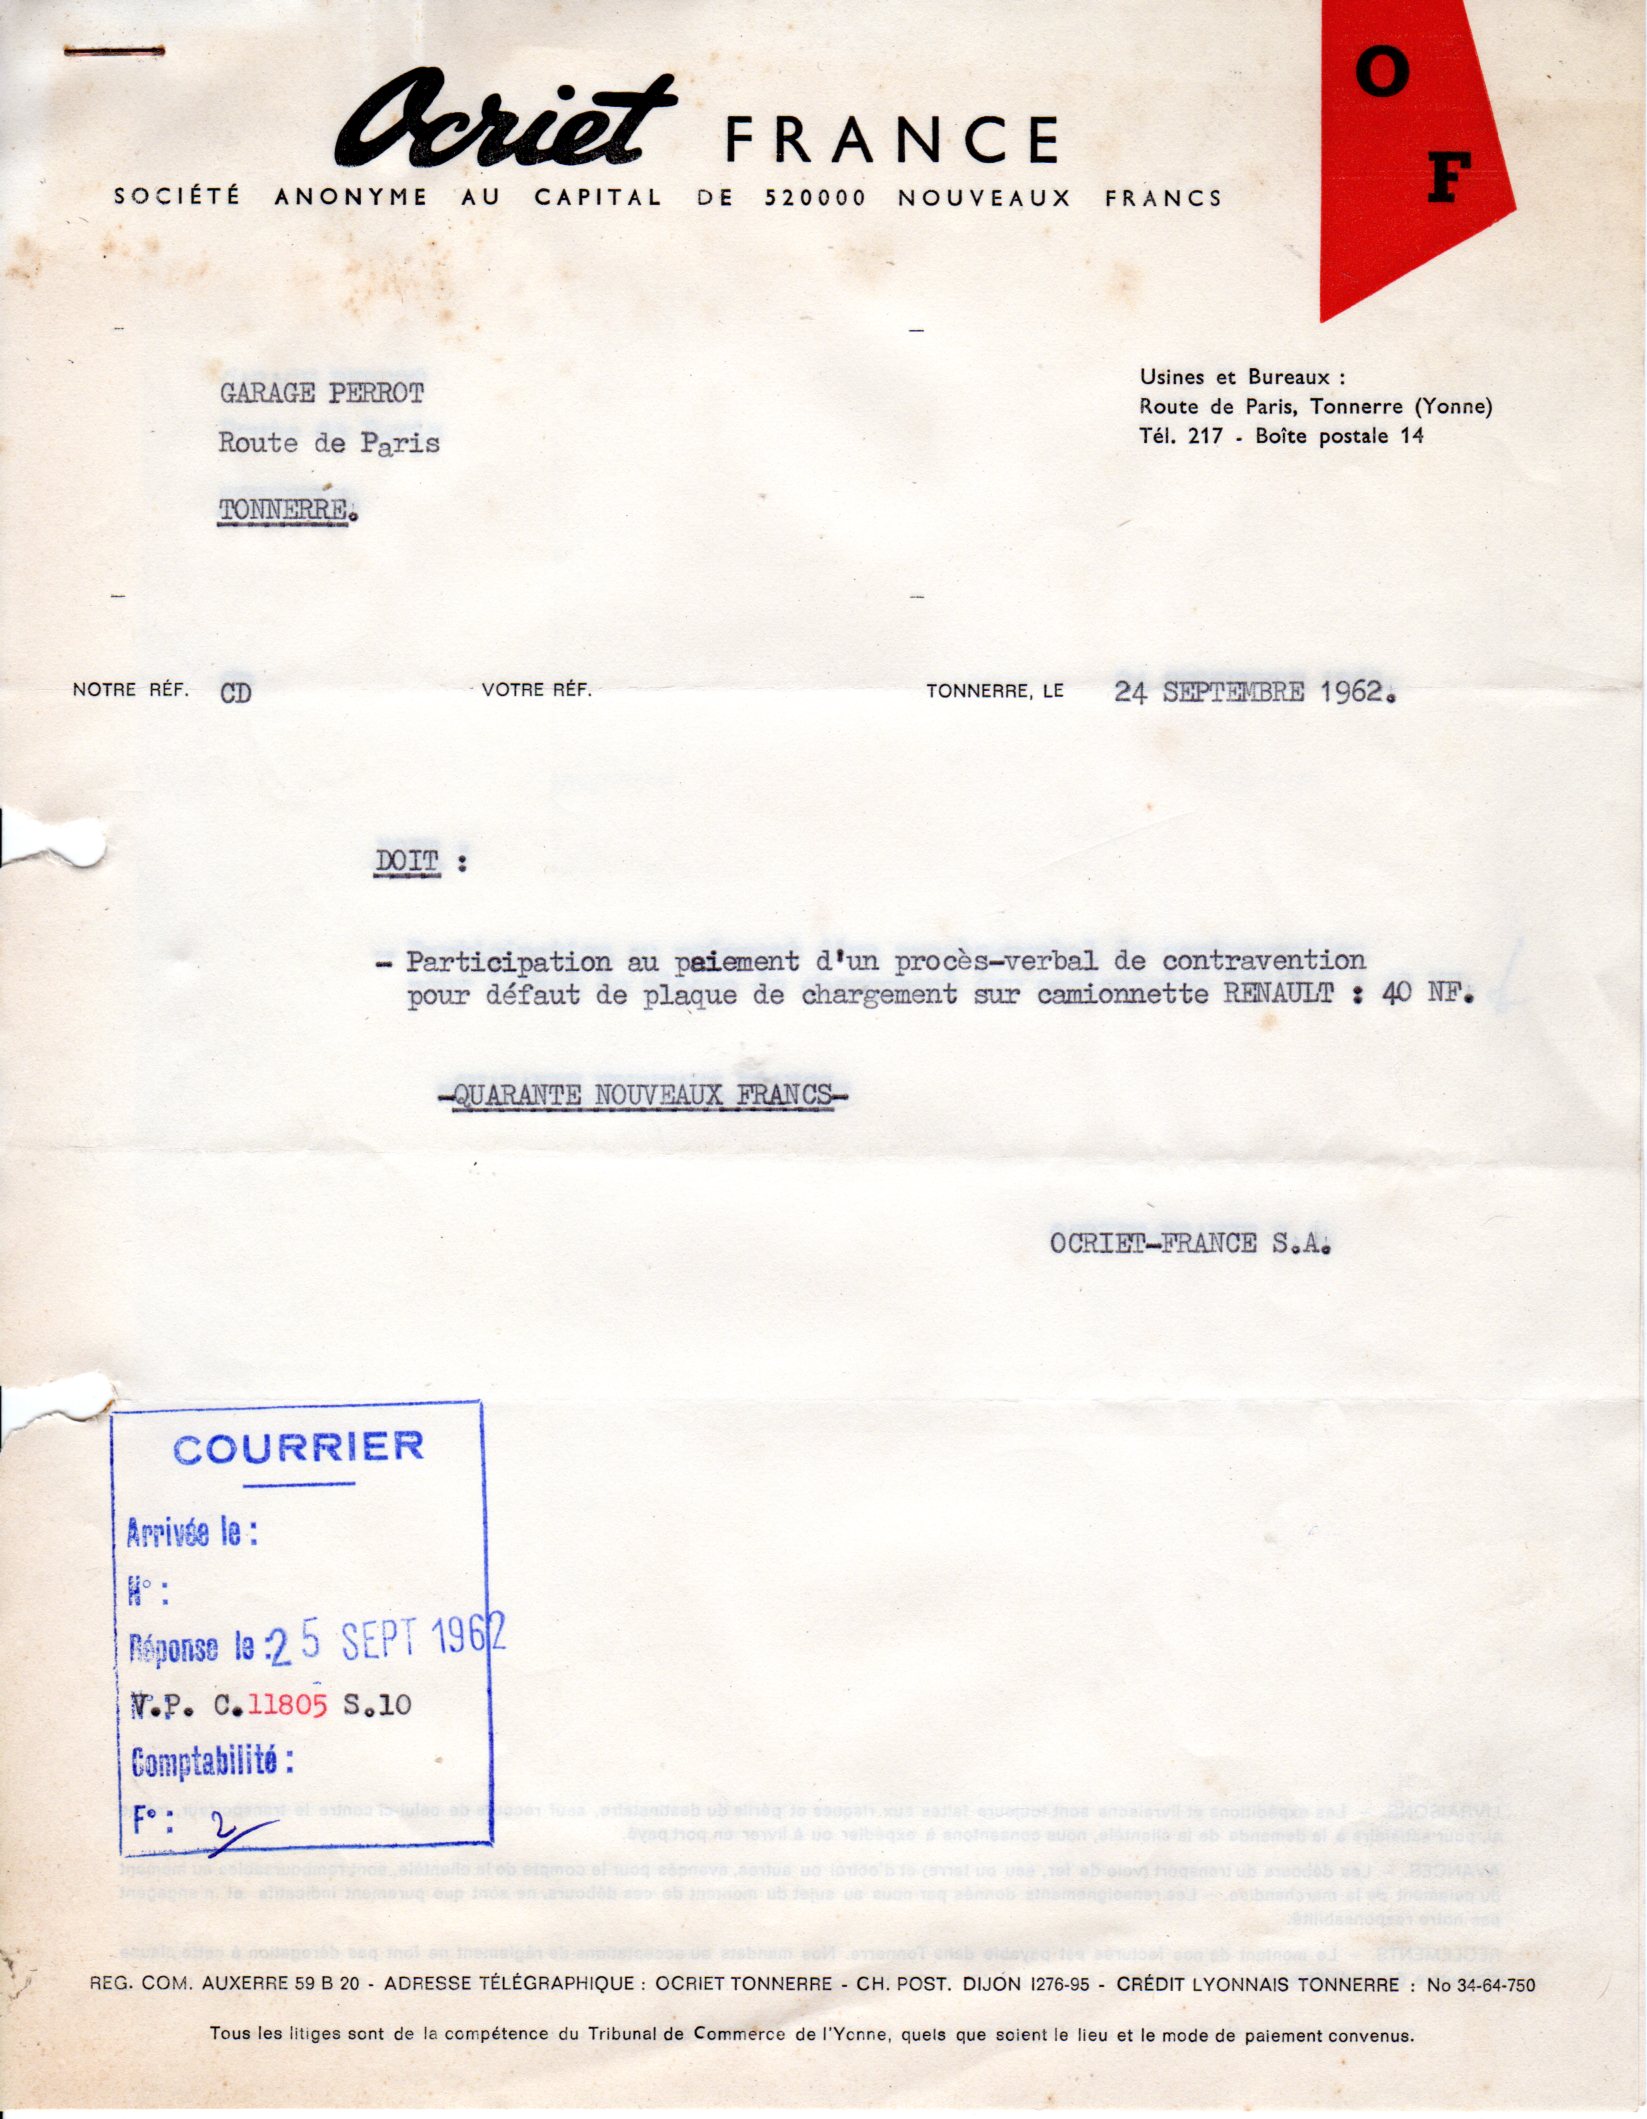 Ocriet FRANCE
O
F
SOCIÉTÉ ANONYME AU CAPITAL DE 520000 NOUVEAUX FRANCS
GARAGE PERROT
Route de Paris
TONNERRE.
Usines et Bureaux :
Route de Paris, Tonnerre (Yonne)
Tél. 217 - Boîte postale 14
NOTRE RÉF. CD VOTRE RÉF. TONNERRE, LE 24 SEPTEMBRE 1962.
DOIT :
- Participation au paiement d'un procès-verbal de contravention
pour défaut de plaque de chargement sur camionnette RENAULT : 40 NF.
-QUARANTE NOUVEAUX FRANCS-
OCRIET-FRANCE S.A.
COURRIER
Arrivée le :
N° :
Réponse le : 25 SEPT 1962
V.P. C.11805 S.10
Comptabilité :
F° : 2
REG. COM. AUXERRE 59 B 20 - ADRESSE TÉLÉGRAPHIQUE : OCRIET TONNERRE - CH. POST. DIJON 1276-95 - CRÉDIT LYONNAIS TONNERRE : No 34-64-750
Tous les litiges sont de la compétence du Tribunal de Commerce de l'Yonne, quels que soient le lieu et le mode de paiement convenus.